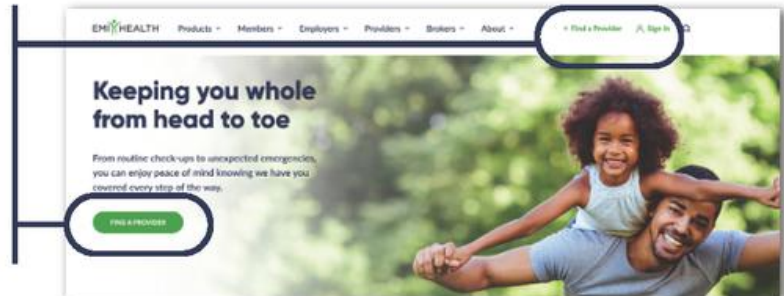 EMI HEALTH Products Members Employers Providers Brokers About + Find a Provider Sign In
Keeping you whole
from head to toe
From routine check-ups to unexpected emergencies,
you can enjoy peace of mind knowing we have you
covered every step of the way.
FIND A PROVIDER